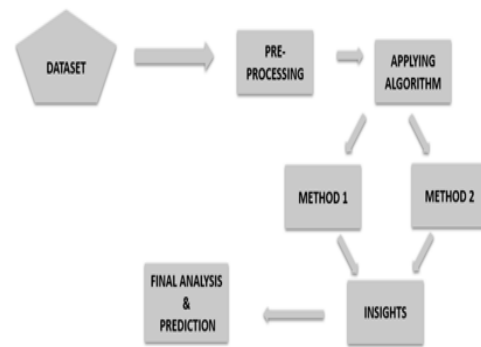 DATASET
PRE-
PROCESSING
APPLYING
ALGORITHM
METHOD 1
METHOD 2
INSIGHTS
FINAL ANALYSIS
&
PREDICTION